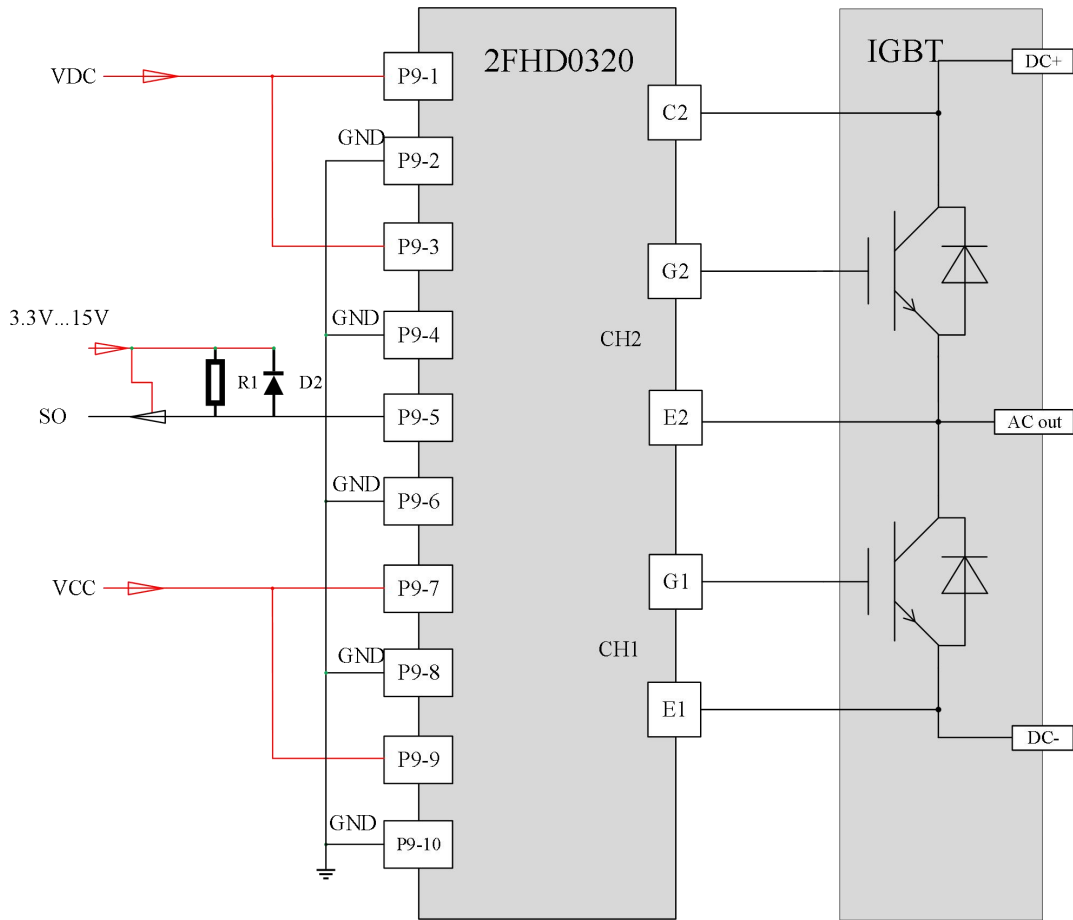 2FHD0320
IGBT
DC+
VDC
P9-1
C2
GND
P9-2
P9-3
G2
3.3V...15V
GND
P9-4
CH2
R1
D2
SO
P9-5
E2
AC out
GND
P9-6
VCC
P9-7
G1
GND
P9-8
CH1
E1
DC-
P9-9
GND
P9-10